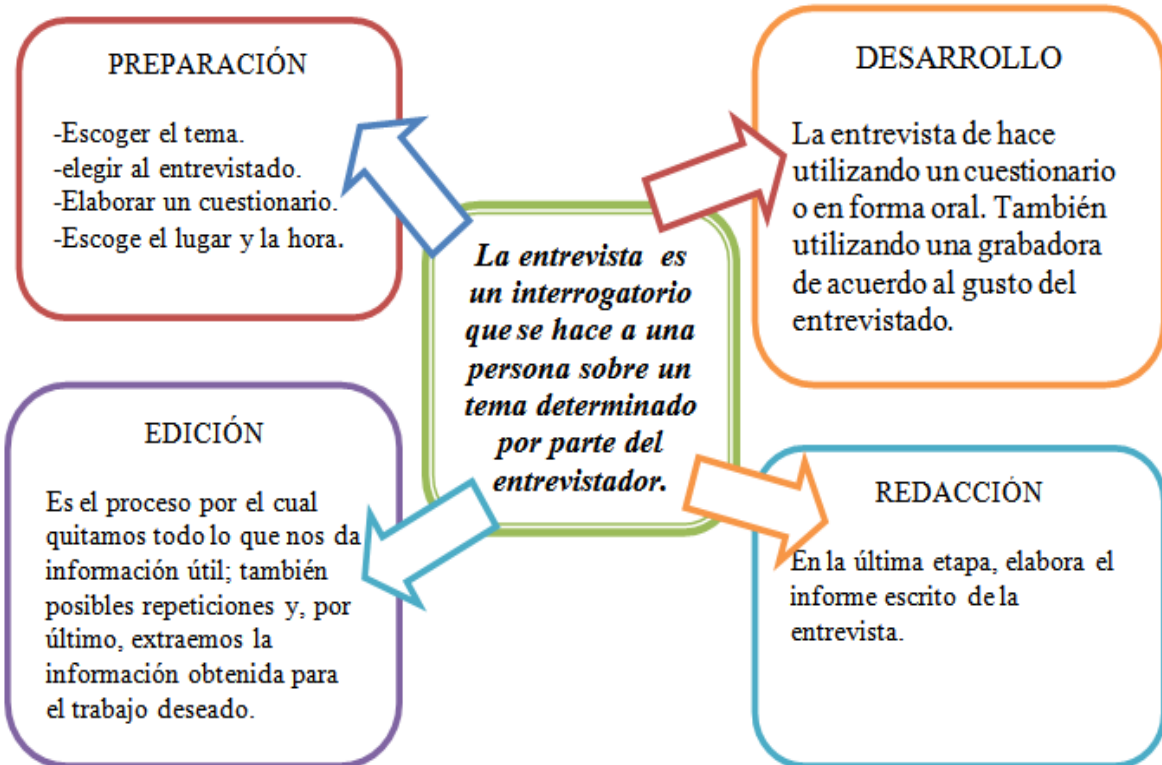 PREPARACIÓN
-Escoger el tema.
-elegir al entrevistado.
-Elaborar un cuestionario.
-Escoge el lugar y la hora.
DESARROLLO
La entrevista de hace
utilizando un cuestionario
o en forma oral. También
utilizando una grabadora
de acuerdo al gusto del
entrevistado.
La entrevista es
un interrogatorio
que se hace a una
persona sobre un
tema determinado
por parte del
entrevistador.
EDICIÓN
Es el proceso por el cual
quitamos todo lo que nos da
información útil; también
posibles repeticiones y, por
último, extraemos la
información obtenida para
el trabajo deseado.
REDACCIÓN
En la última etapa, elabora el
informe escrito de la
entrevista.